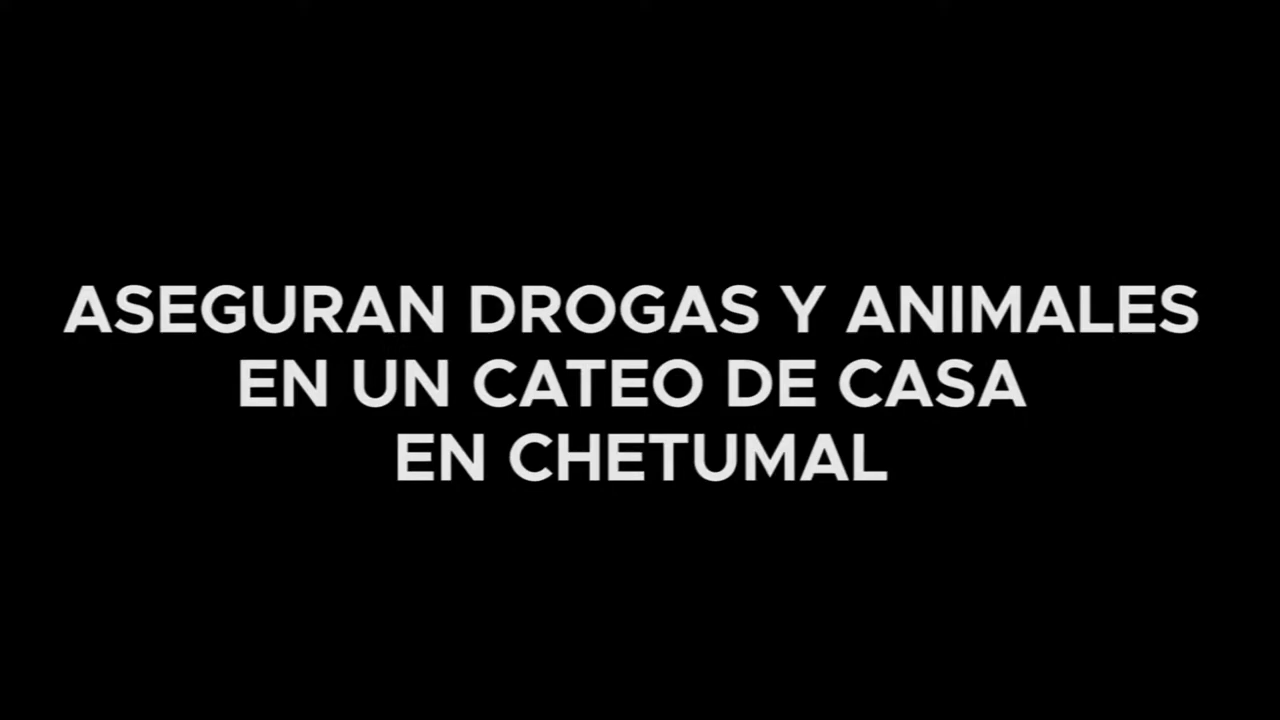 ASEGURAN DROGAS Y ANIMALES
EN UN CATEO DE CASA
EN CHETUMAL